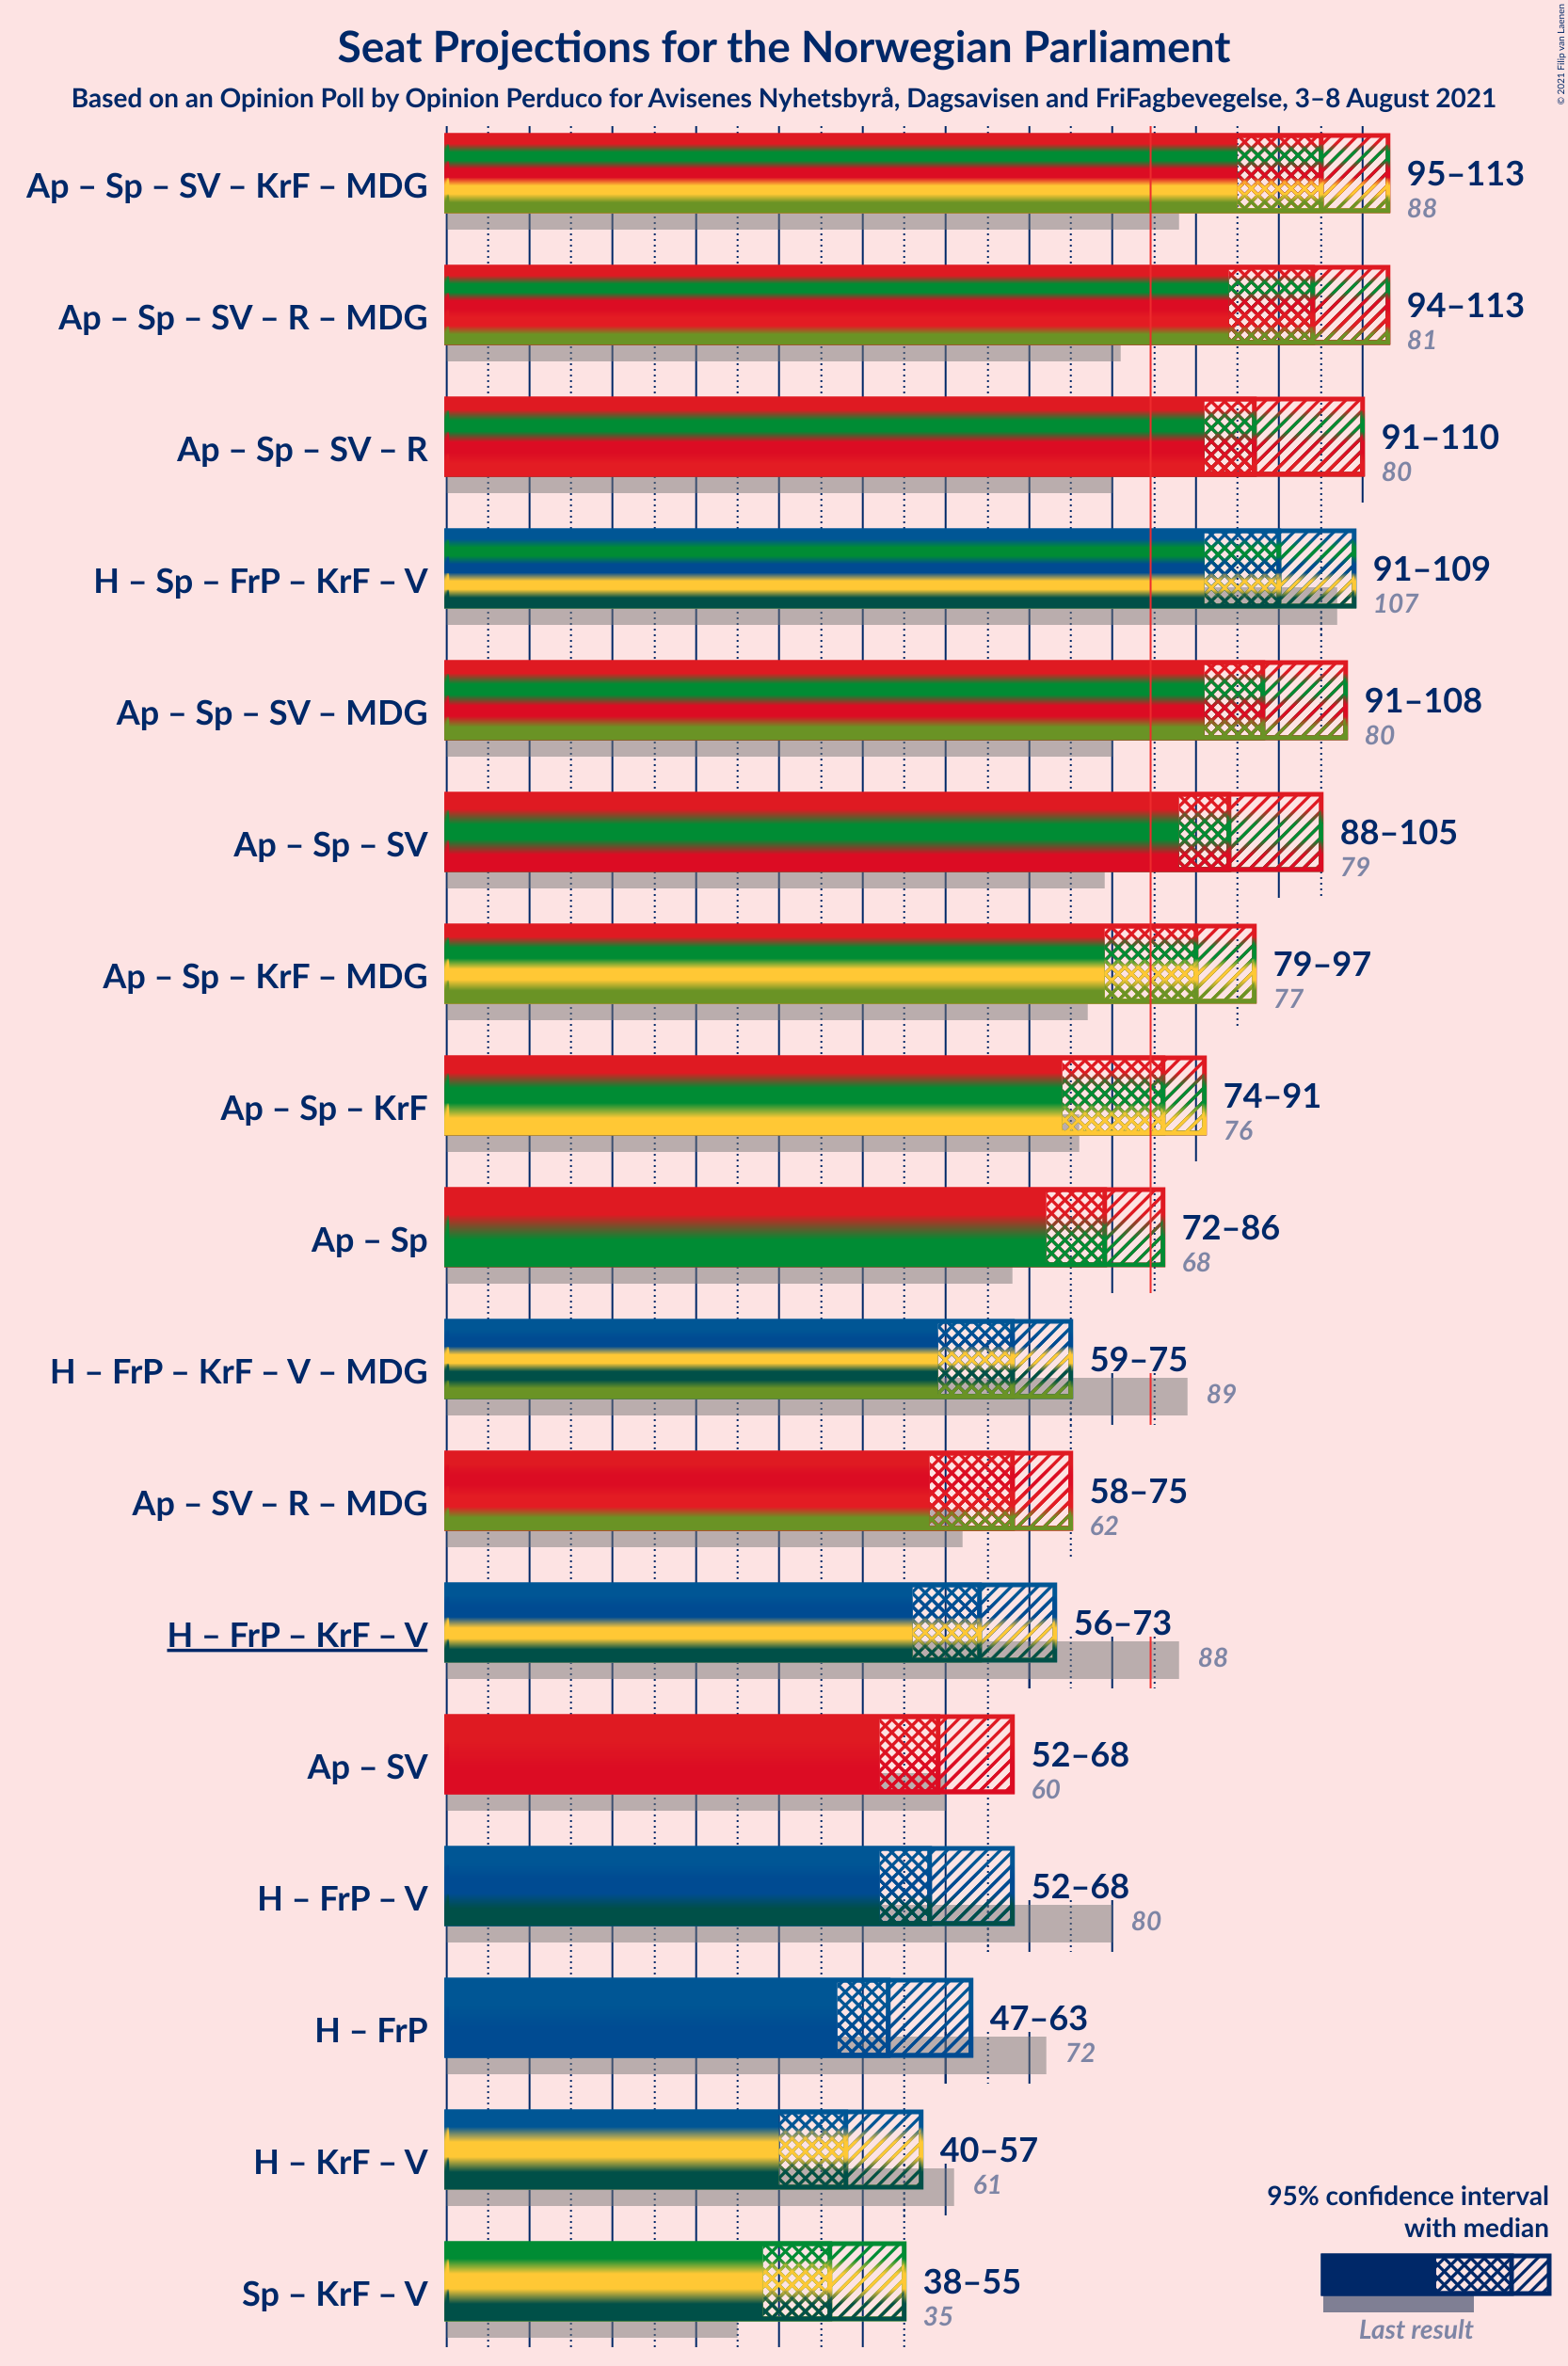 Seat Projections for the Norwegian Parliament
Based on an Opinion Poll by Opinion Perduco for Avisenes Nyhetsbyrå, Dagsavisen and FriFagbevegelse, 3–8 August 2021
© 2021 Filip van Laenen
Ap – Sp – SV – KrF – MDG
95–113
88
Ap – Sp – SV – R – MDG
94–113
81
Ap – Sp – SV – R
91–110
80
H – Sp – FrP – KrF – V
91–109
107
Ap – Sp – SV – MDG
91–108
80
Ap – Sp – SV
88–105
79
Ap – Sp – KrF – MDG
79–97
77
Ap – Sp – KrF
74–91
76
Ap – Sp
72–86
68
H – FrP – KrF – V – MDG
59–75
89
Ap – SV – R – MDG
58–75
62
H – FrP – KrF – V
56–73
88
Ap – SV
52–68
60
H – FrP – V
52–68
80
H – FrP
47–63
72
H – KrF – V
40–57
61
Sp – KrF – V
38–55
35
95% confidence interval
with median
Last result